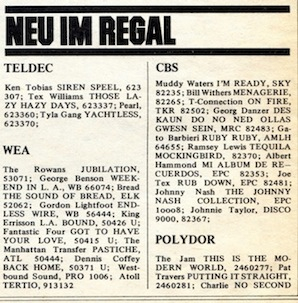 NEU IM REGAL
TELDEC
Ken Tobias SIREN SPEEL, 623
307; Tex Williams THOSE LA-
ZY HAZY DAYS, 623337; Pearl,
623360; Tyla Gang YACHTLESS,
623370;
WEA
The Rowans JUBILATION,
53071; George Benson WEEK-
END IN L. A., WB 66074; Bread
THE SOUND OF BREAD, ELK
52062; Gordon Lightfoot END-
LESS WIRE, WB 56444; King
Errisson L.A. BOUND, 50426 U;
Fantastic Four GOT TO HAVE
YOUR LOVE, 50415 U; The
Manhattan Transfer PASTICHE,
ATL 50444; Dennis Coffey
BACK HOME, 50371 U; West-
bound Sound, PRO 1006; Atoll
TERTIO, 913132
CBS
Muddy Waters I'M READY, SKY
82235; Bill Withers MENAGERIE,
82265; T-Connection ON FIRE,
TKR 82502; Georg Danzer DES
KAUN DO NO NED OLLAS
GWESN SEIN, MRC 82483; Ga-
to Barbieri RUBY RUBY, AMLH
64655; Ramsey Lewis TEQUILA
MOCKINGBIRD, 82370; Albert
Hammond MI ALBUM DE RE-
CUERDOS, EPC 82353; Joe
Tex RUB DOWN, EPC 82481;
Johnny Nash THE JOHNNY
NASH COLLECTION, EPC
10008; Johnnie Taylor, DISCO
9000, 82367;
POLYDOR
The Jam THIS IS THE MO-
DERN WORLD, 2460277; Pat
Travers PUTTING IT STRAIGHT,
2460281; Charlie NO SECOND